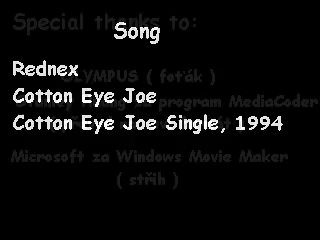 Special thanks to:
Song
Rednex
OLYMPUS ( foťák )
Cotton Eye Joe
program MediaCoder
Cotton Eye Joe Single, 1994
Microsoft za Windows Movie Maker
( střih )